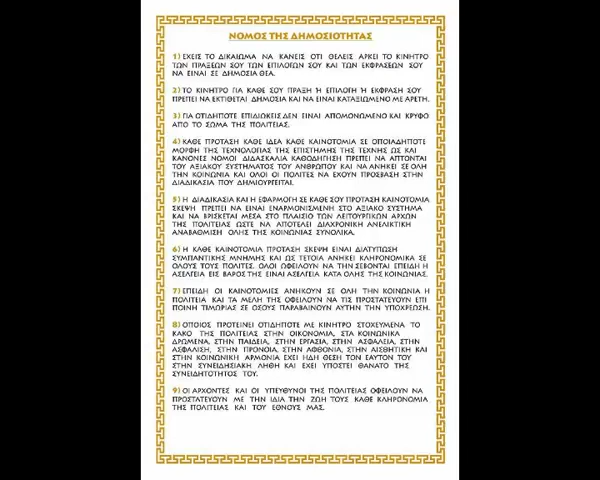 ΝΟΜΟΣ ΤΗΣ ΔΗΜΟΣΙΟΤΗΤΑΣ
1) ΕΧΕΙΣ ΤΟ ΔΙΚΑΙΩΜΑ ΝΑ ΚΑΝΕΙΣ ΟΤΙ ΘΕΛΕΙΣ ΑΡΚΕΙ ΤΟ ΚΙΝΗΤΡΟ
ΤΩΝ ΠΡΑΞΕΩΝ ΣΟΥ ΤΩΝ ΕΠΙΛΟΓΩΝ ΣΟΥ ΚΑΙ ΤΩΝ ΕΚΦΡΑΣΕΩΝ ΣΟΥ
ΝΑ ΕΙΝΑΙ ΣΕ ΔΗΜΟΣΙΑ ΘΕΑ.
2) ΤΟ ΚΙΝΗΤΡΟ ΓΙΑ ΚΑΘΕ ΣΟΥ ΠΡΑΞΗ Ή ΕΠΙΛΟΓΗ Ή ΕΚΦΡΑΣΗ ΣΟΥ
ΠΡΕΠΕΙ ΝΑ ΕΚΤΙΘΕΤΑΙ ΔΗΜΟΣΙΑ ΚΑΙ ΝΑ ΕΙΝΑΙ ΚΑΤΑΞΙΩΜΕΝΟ ΜΕ ΑΡΕΤΗ.
3) ΓΙΑ ΟΤΙΔΗΠΟΤΕ ΕΠΙΔΙΩΚΕΙΣ ΔΕΝ ΕΙΝΑΙ ΑΠΟΜΟΝΩΜΕΝΟ ΚΑΙ ΚΡΥΦΟ
ΑΠΟ ΤΟ ΣΩΜΑ ΤΗΣ ΠΟΛΙΤΕΙΑΣ.
4) ΚΑΘΕ ΠΡΟΤΑΣΗ ΚΑΘΕ ΙΔΕΑ ΚΑΘΕ ΚΑΙΝΟΤΟΜΙΑ ΣΕ ΟΠΟΙΑΔΗΠΟΤΕ
ΜΟΡΦΗ ΤΗΣ ΤΕΧΝΟΛΟΓΙΑΣ ΤΗΣ ΕΠΙΣΤΗΜΗΣ ΤΗΣ ΤΕΧΝΗΣ ΩΣ ΚΑΙ
ΚΑΝΟΝΕΣ ΝΟΜΟΙ ΔΙΔΑΣΚΑΛΙΑ ΚΑΘΟΔΗΓΗΣΗ ΠΡΕΠΕΙ ΝΑ ΑΠΤΟΝΤΑΙ
ΤΟΥ ΑΞΙΑΚΟΥ ΣΥΣΤΗΜΑΤΟΣ ΤΟΥ ΑΝΘΡΩΠΟΥ ΚΑΙ ΝΑ ΑΝΗΚΕΙ ΣΕ ΟΛΗ
ΤΗΝ ΚΟΙΝΩΝΙΑ ΚΑΙ ΟΛΟΙ ΟΙ ΠΟΛΙΤΕΣ ΝΑ ΕΧΟΥΝ ΠΡΟΣΒΑΣΗ ΣΤΗΝ
ΔΙΑΔΙΚΑΣΙΑ ΠΟΥ ΔΗΜΙΟΥΡΓΕΙΤΑΙ.
5) Η ΔΙΑΔΙΚΑΣΙΑ ΚΑΙ Η ΕΦΑΡΜΟΓΗ ΣΕ ΚΑΘΕ ΣΟΥ ΠΡΟΤΑΣΗ ΚΑΙΝΟΤΟΜΙΑ
ΣΚΕΨΗ ΠΡΕΠΕΙ ΝΑ ΕΙΝΑΙ ΕΝΑΡΜΟΝΙΣΜΕΝΗ ΣΤΟ ΑΞΙΑΚΟ ΣΥΣΤΗΜΑ
ΚΑΙ ΝΑ ΒΡΙΣΚΕΤΑΙ ΜΕΣΑ ΣΤΟ ΠΛΑΙΣΙΟ ΤΩΝ ΛΕΙΤΟΥΡΓΙΚΩΝ ΑΡΧΩΝ
ΤΗΣ ΠΟΛΙΤΕΙΑΣ ΩΣΤΕ ΝΑ ΑΠΟΤΕΛΕΙ ΔΙΑΧΡΟΝΙΚΗ ΑΝΕΛΙΚΤΙΚΗ
ΑΝΑΒΑΘΜΙΣΗ ΟΛΗΣ ΤΗΣ ΚΟΙΝΩΝΙΑΣ ΣΥΝΟΛΙΚΑ.
6) Η ΚΑΘΕ ΚΑΙΝΟΤΟΜΙΑ ΠΡΟΤΑΣΗ ΣΚΕΨΗ ΕΙΝΑΙ ΔΙΑΤΥΠΩΣΗ
ΣΥΜΠΑΝΤΙΚΗΣ ΜΝΗΜΗΣ ΚΑΙ ΩΣ ΤΕΤΟΙΑ ΑΝΗΚΕΙ ΚΛΗΡΟΝΟΜΙΚΑ ΣΕ
ΟΛΟΥΣ ΤΟΥΣ ΠΟΛΙΤΕΣ. ΟΛΟΙ ΟΦΕΙΛΟΥΝ ΝΑ ΤΗΝ ΣΕΒΟΝΤΑΙ ΕΠΕΙΔΗ Η
ΑΣΕΛΓΕΙΑ ΕΙΣ ΒΑΡΟΣ ΤΗΣ ΕΙΝΑΙ ΑΣΕΛΓΕΙΑ ΚΑΤΑ ΟΛΗΣ ΤΗΣ ΚΟΙΝΩΝΙΑΣ.
7) ΕΠΕΙΔΗ ΟΙ ΚΑΙΝΟΤΟΜΙΕΣ ΑΝΗΚΟΥΝ ΣΕ ΟΛΗ ΤΗΝ ΚΟΙΝΩΝΙΑ Η
ΠΟΛΙΤΕΙΑ ΚΑΙ ΤΑ ΜΕΛΗ ΤΗΣ ΟΦΕΙΛΟΥΝ ΝΑ ΤΙΣ ΠΡΟΣΤΑΤΕΥΟΥΝ ΕΠΙ
ΠΟΙΝΗ ΤΙΜΩΡΙΑΣ ΣΕ ΟΣΟΥΣ ΠΑΡΑΒΑΙΝΟΥΝ ΑΥΤΗΝ ΤΗΝ ΥΠΟΧΡΕΩΣΗ.
8) ΟΠΟΙΟΣ ΠΡΟΤΕΙΝΕΙ ΟΤΙΔΗΠΟΤΕ ΜΕ ΚΙΝΗΤΡΟ ΣΤΟΧΕΥΜΕΝΑ ΤΟ
ΚΑΚΟ ΤΗΣ ΠΟΛΙΤΕΙΑΣ ΣΤΗΝ ΟΙΚΟΝΟΜΙΑ, ΣΤΑ ΚΟΙΝΩΝΙΚΑ
ΔΡΩΜΕΝΑ, ΣΤΗΝ ΠΑΙΔΕΙΑ, ΣΤΗΝ ΕΡΓΑΣΙΑ, ΣΤΗΝ ΑΣΦΑΛΕΙΑ, ΣΤΗΝ
ΑΣΦΑΛΙΣΗ, ΣΤΗΝ ΠΡΟΝΟΙΑ, ΣΤΗΝ ΑΦΘΟΝΙΑ, ΣΤΗΝ ΑΙΣΘΗΤΙΚΗ ΚΑΙ
ΣΤΗΝ ΚΟΙΝΩΝΙΚΗ ΑΡΜΟΝΙΑ ΕΧΕΙ ΗΔΗ ΘΕΣΗ ΤΟΝ ΕΑΥΤΟΝ ΤΟΥ
ΣΤΗΝ ΣΥΝΕΙΔΗΣΙΑΚΗ ΛΗΘΗ ΚΑΙ ΕΧΕΙ ΥΠΟΣΤΕΙ ΘΑΝΑΤΟ ΤΗΣ
ΣΥΝΕΙΔΗΤΟΤΗΤΟΣ ΤΟΥ.
9) ΟΙ ΑΡΧΟΝΤΕΣ ΚΑΙ ΟΙ ΥΠΕΥΘΥΝΟΙ ΤΗΣ ΠΟΛΙΤΕΙΑΣ ΟΦΕΙΛΟΥΝ ΝΑ
ΠΡΟΣΤΑΤΕΥΟΥΝ ΜΕ ΤΗΝ ΙΔΙΑ ΤΗΝ ΖΩΗ ΤΟΥΣ ΚΑΘΕ ΚΛΗΡΟΝΟΜΙΑ
ΤΗΣ ΠΟΛΙΤΕΙΑΣ ΚΑΙ ΤΟΥ ΕΘΝΟΥΣ ΜΑΣ.